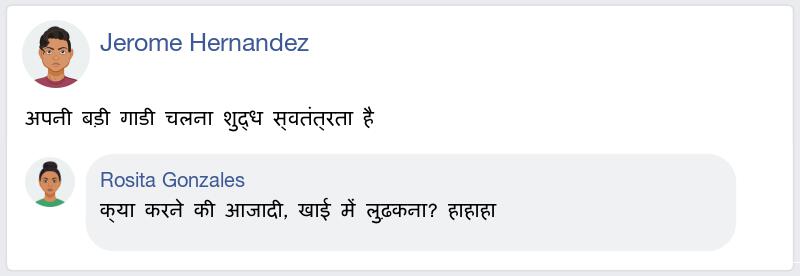 Jerome Hernandez
अपनी बड़ी गाडी चलना शुद्ध स्वतंत्रता है
Rosita Gonzales
क्या करने की आजादी, खाई में लुढकना? हाहाहा